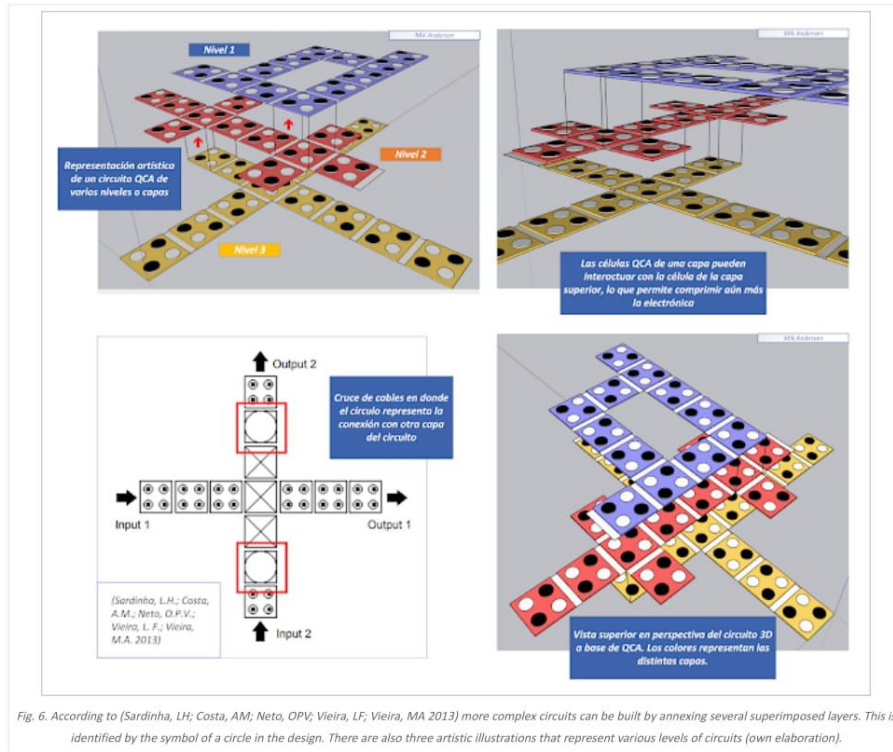 MiK Andersen
Nivel 1
Representación artística
de un circuito QCA de
varios niveles o capas
Nivel 2
Nivel 3
MiK Andersen
Las células QCA de una capa pueden
interactuar con la célula de la capa
superior, lo que permite comprimir aún más
la electrónica
Output 2
Cruce de cables en donde
el circulo representa la
conexión con otra capa
del circuito
Input 1
Output 1
(Sardinha, L.H.; Costa,
A.M.; Neto, O.P.V.;
Vieira, L. F.; Vieira,
M.A. 2013)
Input 2
MiK Andersen
Vista superior en perspectiva del circuito 3D
a base de QCA. Los colores representan las
distintas capas.
Fig. 6. According to (Sardinha, LH; Costa, AM; Neto, OPV; Vieira, LF; Vieira, MA 2013) more complex circuits can be built by annexing several superimposed layers. This is
identified by the symbol of a circle in the design. There are also three artistic illustrations that represent various levels of circuits (own elaboration).